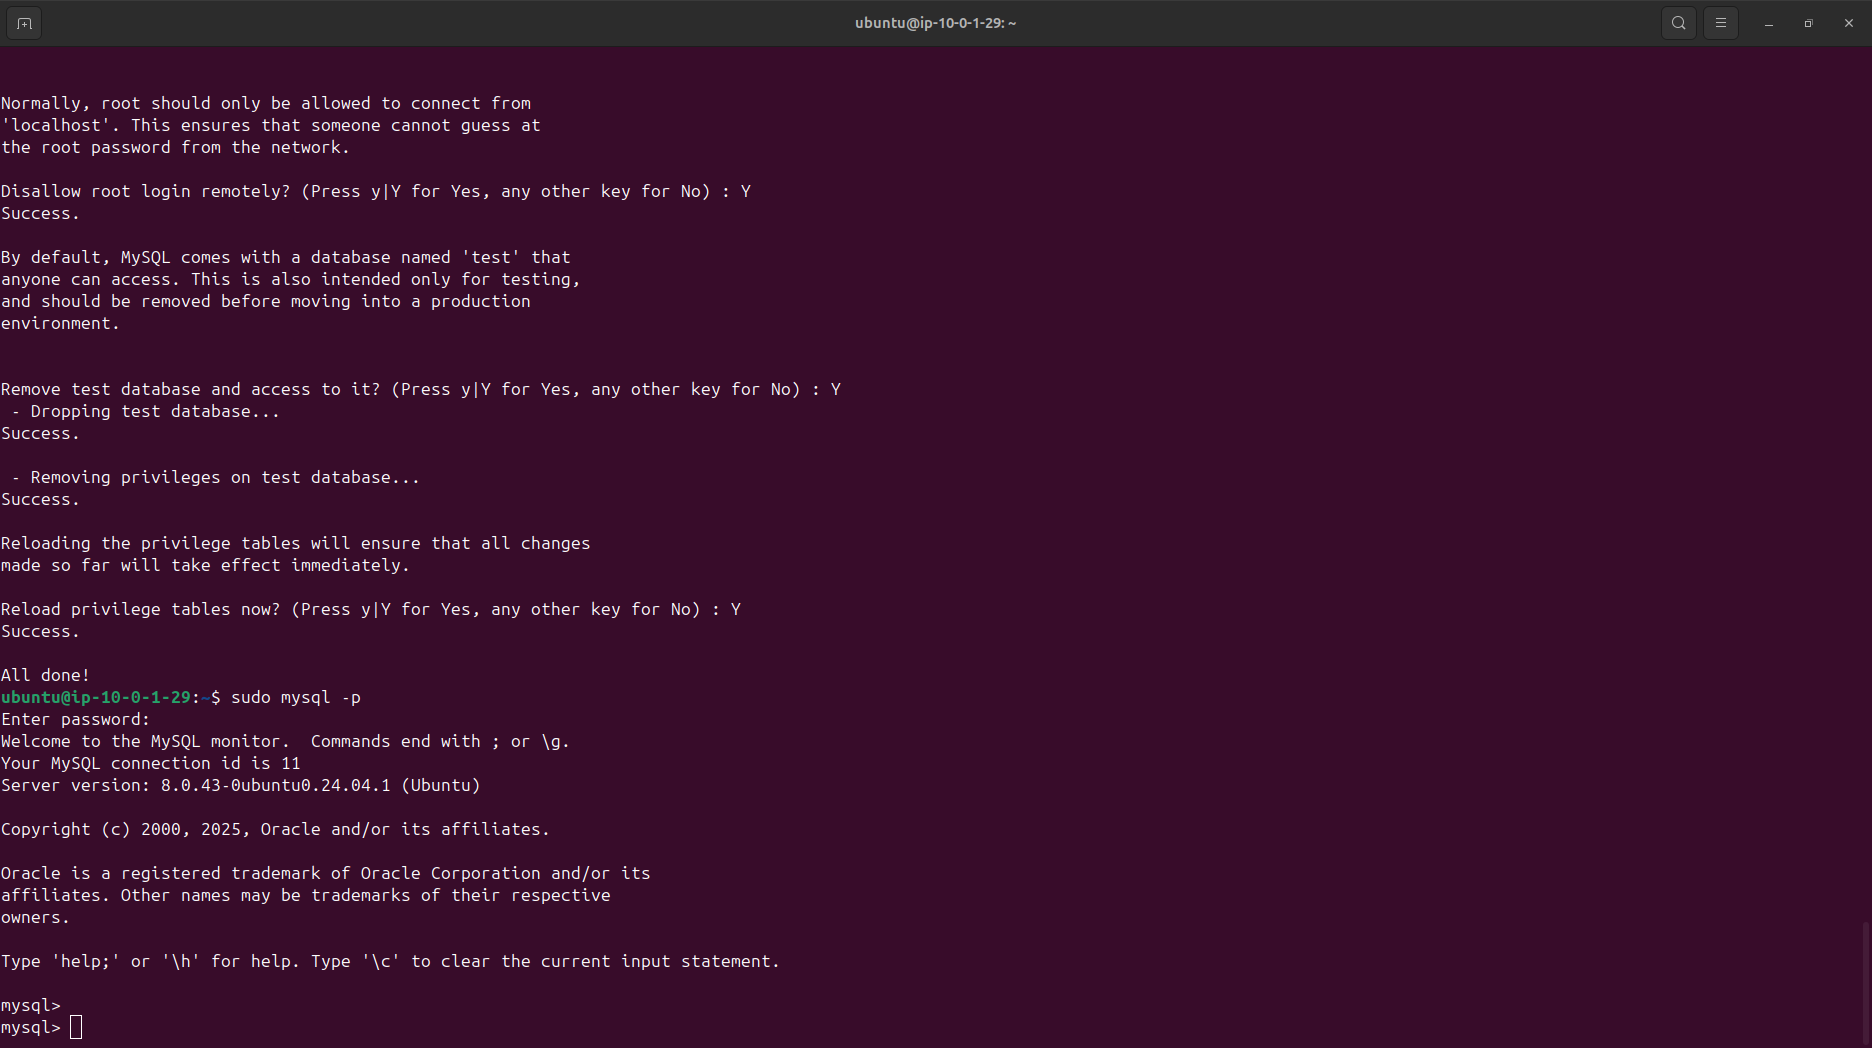 ubuntu@ip-10-0-1-29: ~
Normally, root should only be allowed to connect from
'localhost'. This ensures that someone cannot guess at
the root password from the network.
Disallow root login remotely? (Press y|Y for Yes, any other key for No) : Y
Success.
By default, MySQL comes with a database named 'test' that
anyone can access. This is also intended only for testing,
and should be removed before moving into a production
environment.
Remove test database and access to it? (Press y|Y for Yes, any other key for No) : Y
 - Dropping test database...
Success.
 - Removing privileges on test database...
Success.
Reloading the privilege tables will ensure that all changes
made so far will take effect immediately.
Reload privilege tables now? (Press y|Y for Yes, any other key for No) : Y
Success.
All done!
ubuntu@ip-10-0-1-29:~$ sudo mysql -p
Enter password:
Welcome to the MySQL monitor.  Commands end with ; or \g.
Your MySQL connection id is 11
Server version: 8.0.43-0ubuntu0.24.04.1 (Ubuntu)
Copyright (c) 2000, 2025, Oracle and/or its affiliates.
Oracle is a registered trademark of Oracle Corporation and/or its
affiliates. Other names may be trademarks of their respective
owners.
Type 'help;' or '\h' for help. Type '\c' to clear the current input statement.
mysql>
mysql>